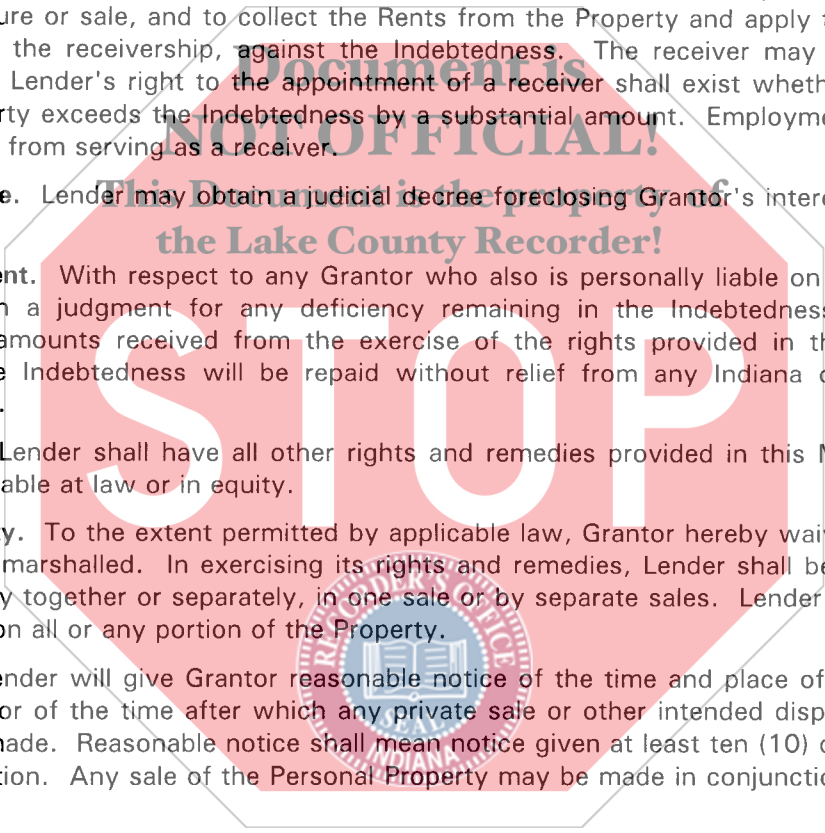 ure or sale, and to collect the Rents from the Property and apply
the receivership, against the Indebtedness. The receiver may
Lender's right to the appointment of a receiver shall exist wheth
rty exceeds the Indebtedness by a substantial amount. Employme
from serving as a receiver.
Document is
NOT OFFICIAL!
This Document is the property of
the Lake County Recorder!
e. Lender may obtain a judicial decree foreclosing Grantor's inter
ent. With respect to any Grantor who also is personally liable on
a judgment for any deficiency remaining in the Indebtedness
amounts received from the exercise of the rights provided in th
e Indebtedness will be repaid without relief from any Indiana
.
STOP
Lender shall have all other rights and remedies provided in this
able at law or in equity.
y. To the extent permitted by applicable law, Grantor hereby waiv
marshalled. In exercising its rights and remedies, Lender shall be
y together or separately, in one sale or by separate sales. Lender
on all or any portion of the Property.
ender will give Grantor reasonable notice of the time and place of
or of the time after which any private sale or other intended disp
nade. Reasonable notice shall mean notice given at least ten (10)
tion. Any sale of the Personal Property may be made in conjunctio
RECORDER'S OFFICE
SEAL
INDIANA